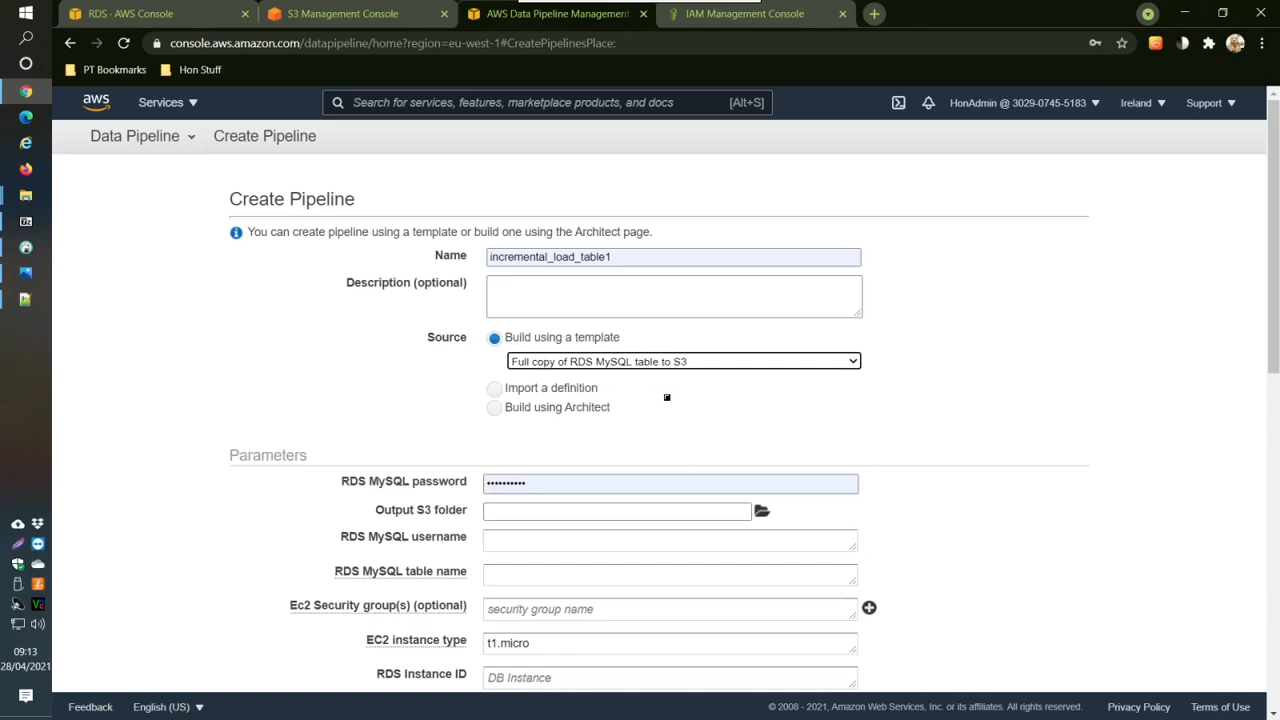 RDS · AWS Console
S3 Management Console
AWS Data Pipeline Management
IAM Management Console
console.aws.amazon.com/datapipeline/home?region=eu-west-1#CreatePipelinesPlace:
PT Bookmarks
Hon Stuff
aws
Services
Search for services, features, marketplace products, and docs
[Alt+S]
HonAdmin @ 3029-0745-5183
Ireland
Support
Data Pipeline
Create Pipeline
Create Pipeline
You can create pipeline using a template or build one using the Architect page.
Name
incremental_load_table1
Description (optional)
Source
Build using a template
Full copy of RDS MySQL table to S3
Import a definition
Build using Architect
Parameters
RDS MySQL password
••••••••••
Output S3 folder
RDS MySQL username
RDS MySQL table name
Ec2 Security group(s) (optional)
security group name
EC2 instance type
t1.micro
RDS Instance ID
DB Instance
09:13
28/04/2021
Feedback
English (US)
© 2008 - 2021, Amazon Web Services, Inc. or its affiliates. All rights reserved.
Privacy Policy
Terms of Use